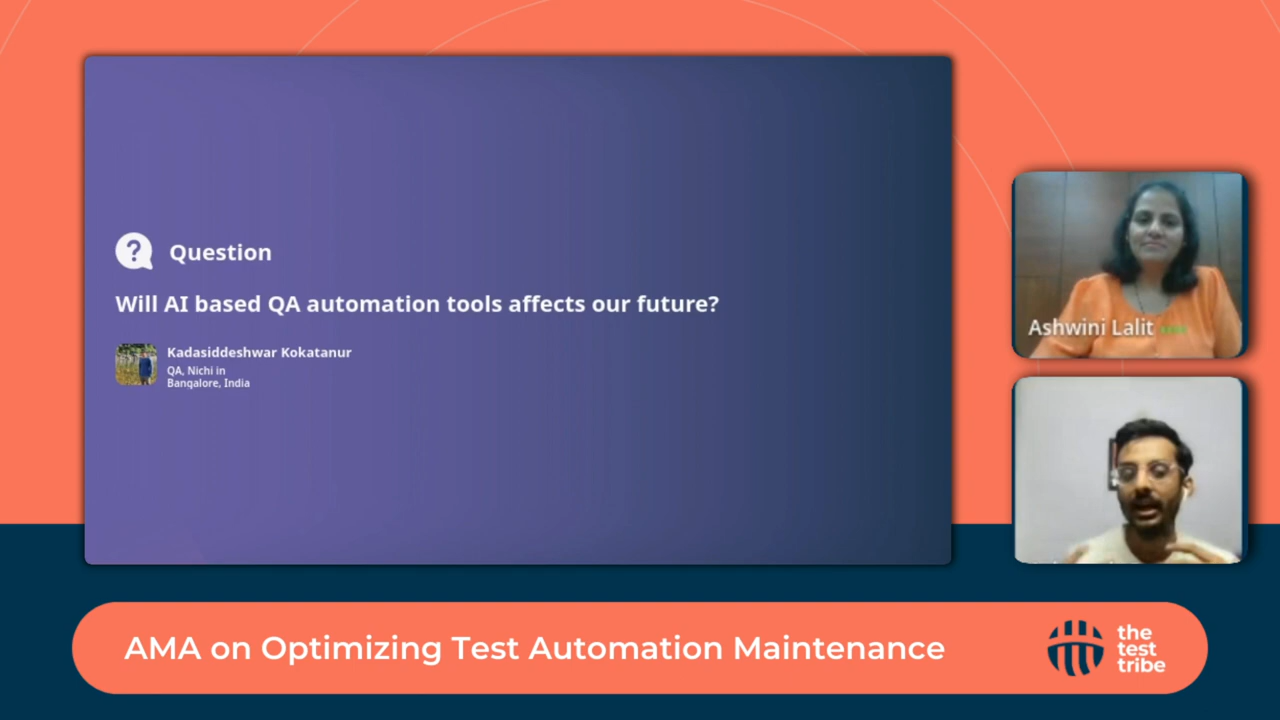 Question
Will AI based QA automation tools affects our future?
Kadasiddeshwar Kokatanur
QA, Nichi in
Bangalore, India
Ashwini Lalit
AMA on Optimizing Test Automation Maintenance
the
test
tribe